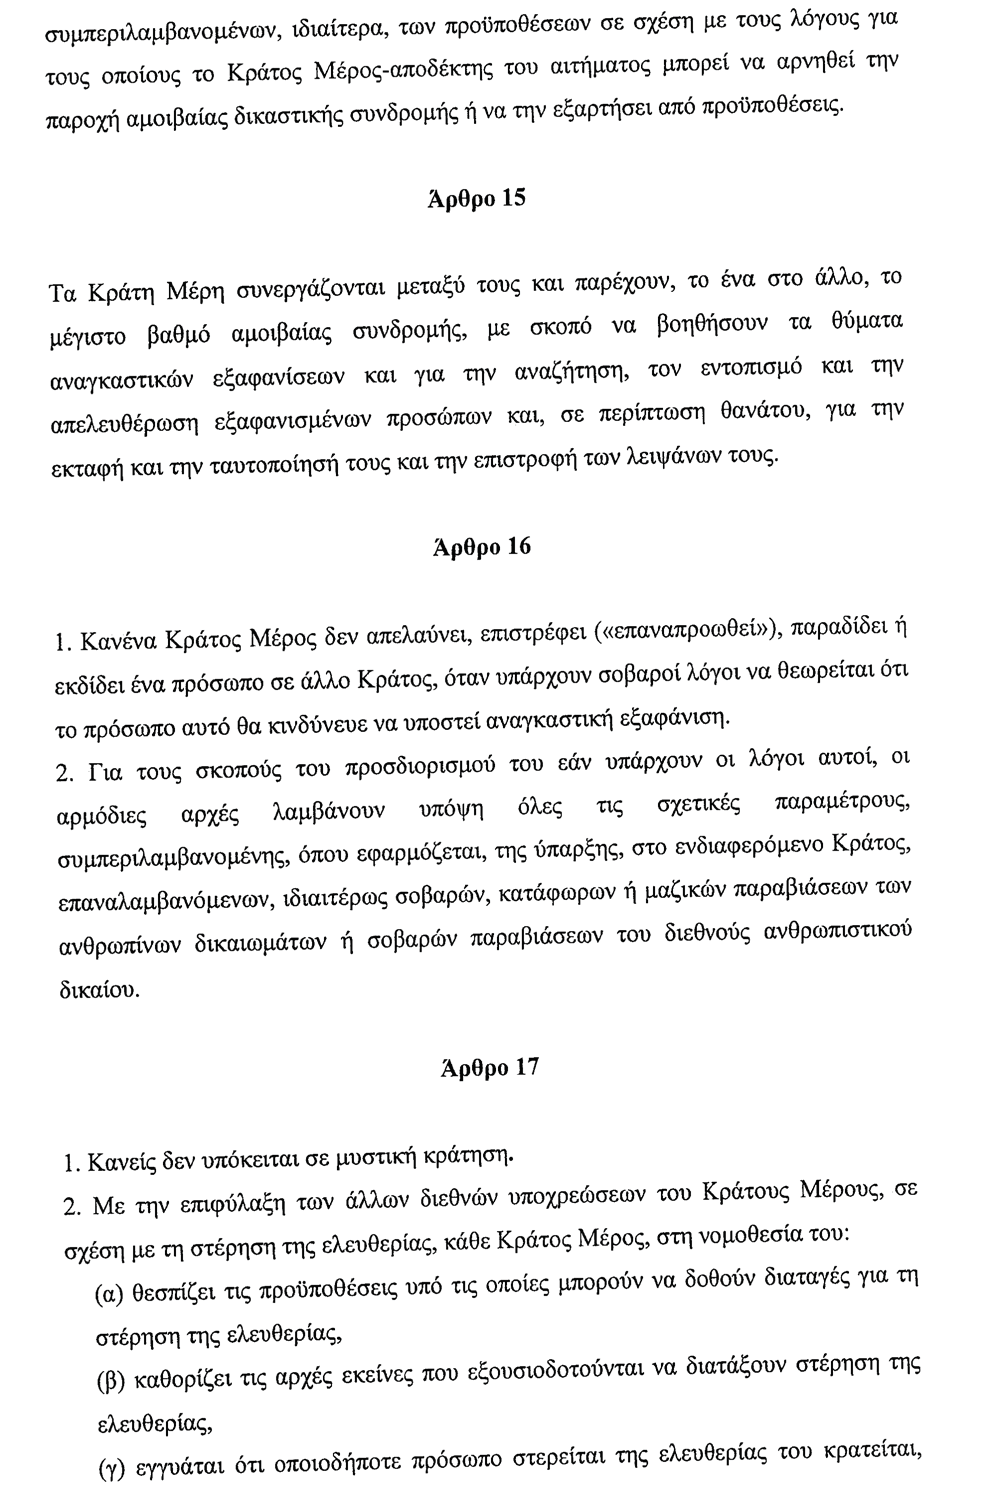 συμπεριλαμβανομένων, ιδιαίτερα, των προϋποθέσεων σε σχέση με τους λόγους για
τους οποίους το Κράτος Μέρος-αποδέκτης του αιτήματος μπορεί να αρνηθεί την
παροχή αμοιβαίας δικαστικής συνδρομής ή να την εξαρτήσει από προϋποθέσεις.
Άρθρο 15
Τα Κράτη Μέρη συνεργάζονται μεταξύ τους και παρέχουν, το ένα στο άλλο, το
μέγιστο βαθμό αμοιβαίας συνδρομής, με σκοπό να βοηθήσουν τα θύματα
αναγκαστικών εξαφανίσεων και για την αναζήτηση, τον εντοπισμό και την
απελευθέρωση εξαφανισμένων προσώπων και, σε περίπτωση θανάτου, για την
εκταφή και την ταυτοποίησή τους και την επιστροφή των λειψάνων τους.
Άρθρο 16
1. Κανένα Κράτος Μέρος δεν απελαύνει, επιστρέφει («επαναπροωθεί»), παραδίδει ή
εκδίδει ένα πρόσωπο σε άλλο Κράτος, όταν υπάρχουν σοβαροί λόγοι να θεωρείται ότι
το πρόσωπο αυτό θα κινδύνευε να υποστεί αναγκαστική εξαφάνιση.
2. Για τους σκοπούς του προσδιορισμού του εάν υπάρχουν οι λόγοι αυτοί, οι
αρμόδιες αρχές λαμβάνουν υπόψη όλες τις σχετικές παραμέτρους,
συμπεριλαμβανομένης, όπου εφαρμόζεται, της ύπαρξης, στο ενδιαφερόμενο Κράτος,
επαναλαμβανόμενων, ιδιαιτέρως σοβαρών, κατάφωρων ή μαζικών παραβιάσεων των
ανθρωπίνων δικαιωμάτων ή σοβαρών παραβιάσεων του διεθνούς ανθρωπιστικού
δικαίου.
Άρθρο 17
1. Κανείς δεν υπόκειται σε μυστική κράτηση.
2. Με την επιφύλαξη των άλλων διεθνών υποχρεώσεων του Κράτους Μέρους, σε
σχέση με τη στέρηση της ελευθερίας, κάθε Κράτος Μέρος, στη νομοθεσία του:
(α) θεσπίζει τις προϋποθέσεις υπό τις οποίες μπορούν να δοθούν διαταγές για τη
στέρηση της ελευθερίας,
(β) καθορίζει τις αρχές εκείνες που εξουσιοδοτούνται να διατάξουν στέρηση της
ελευθερίας,
(γ) εγγυάται ότι οποιοδήποτε πρόσωπο στερείται της ελευθερίας του κρατείται,